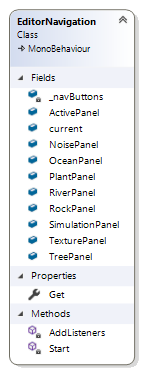 EditorNavigation
Class
MonoBehaviour
Fields
_navButtons
ActivePanel
current
NoisePanel
OceanPanel
PlantPanel
RiverPanel
RockPanel
SimulationPanel
TexturePanel
TreePanel
Properties
Get
Methods
AddListeners
Start